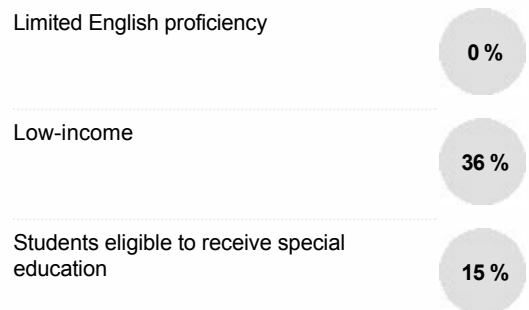 Limited English proficiency
0 %
Low-income
36 %
Students eligible to receive special
education
15 %